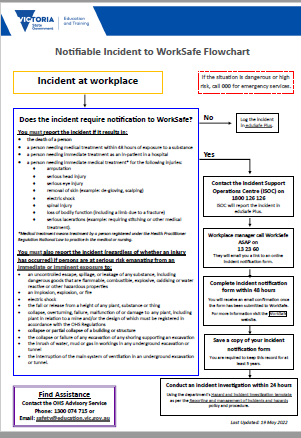 VICTORIA
State
Government
Education
and Training
Notifiable Incident to WorkSafe Flowchart
Incident at workplace
If the situation is dangerous or high
risk, call 000 for emergency services.
Does the incident require notification to WorkSafe?
You must report the incident if it results in:
the death of a person
a person needing medical treatment within 48 hours of exposure to a substance
a person needing immediate treatment as an in-patient in a hospital
a person needing immediate medical treatment* for the following injuries:
amputation
serious head injury
serious eye injury
removal of skin (example: de-gloving, scalping)
electric shock
spinal injury
loss of bodily function (including a link due to a fracture)
serious lacerations (example: requiring stitching or other medical
treatment).
*Medical treatment means treatment by a person registered under the Health Practitioner
Regulation National Law to practise in the medical or nursing.
You must also report the incident (regardless of whether an injury
has occurred) if persons are at serious risk emanating from an
immediate or imminent exposure to:
an uncontrolled escape, spillage, or leakage of any substance, including
dangerous goods that are flammable, combustible, explosive, oxidising or water
reactive or other hazardous properties
an implosion, explosion, or fire
electric shock
the fall or release from a height of any plant, substance or thing
collapse, overturning, failure, malfunction of or damage to any plant, including
plant in relation to a mine and/or the design of which must be registered in
accordance with the OHS Regulations
collapse or partial collapse of a building or structure
the collapse or failure of any excavation of any shoring supporting an excavation
the inrush of water, mud or gas in workings in any underground excavation or
tunnel.
the interruption of the main system of ventilation in an underground excavation
or tunnel.
No
Log the incident
in eduSafe Plus.
Yes
Contact the Incident Support
Operations Centre (ISOC) on
1800 126 126
ISOC will report the incident in
eduSafe Plus.
Workplace manager call WorkSafe
ASAP on
13 23 60
They will email you a link to an online
incident notification form.
Complete incident notification
form within 48 hours
You will receive an email confirmation once
the form has been submitted to WorkSafe.
For more information visit the WorkSafe
website.
Save a copy of your incident
notification form
You are required to keep this record for at
least 5 years.
Conduct an incident investigation within 24 hours
Using the department's Hazard and Incident Investigation template
as per the Reporting and management of incidents and hazards
policy and procedure.
Find Assistance
Contact the OHS Advisory Service
Phone: 1300 074 715 or
Email: safety@education.vic.gov.au
Last Updated: 19 May 2022